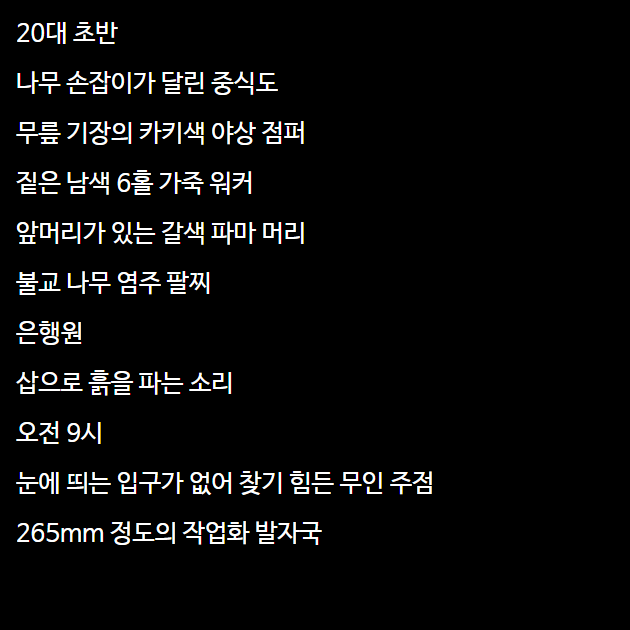 20대 초반
나무 손잡이가 달린 중식도
무릎 기장의 카키색 야상 점퍼
짙은 남색 6홀 가죽 워커
앞머리가 있는 갈색 파마 머리
불교 나무 염주 팔찌
은행원
삽으로 흙을 파는 소리
오전 9시
눈에 띄는 입구가 없어 찾기 힘든 무인 주점
265mm 정도의 작업화 발자국